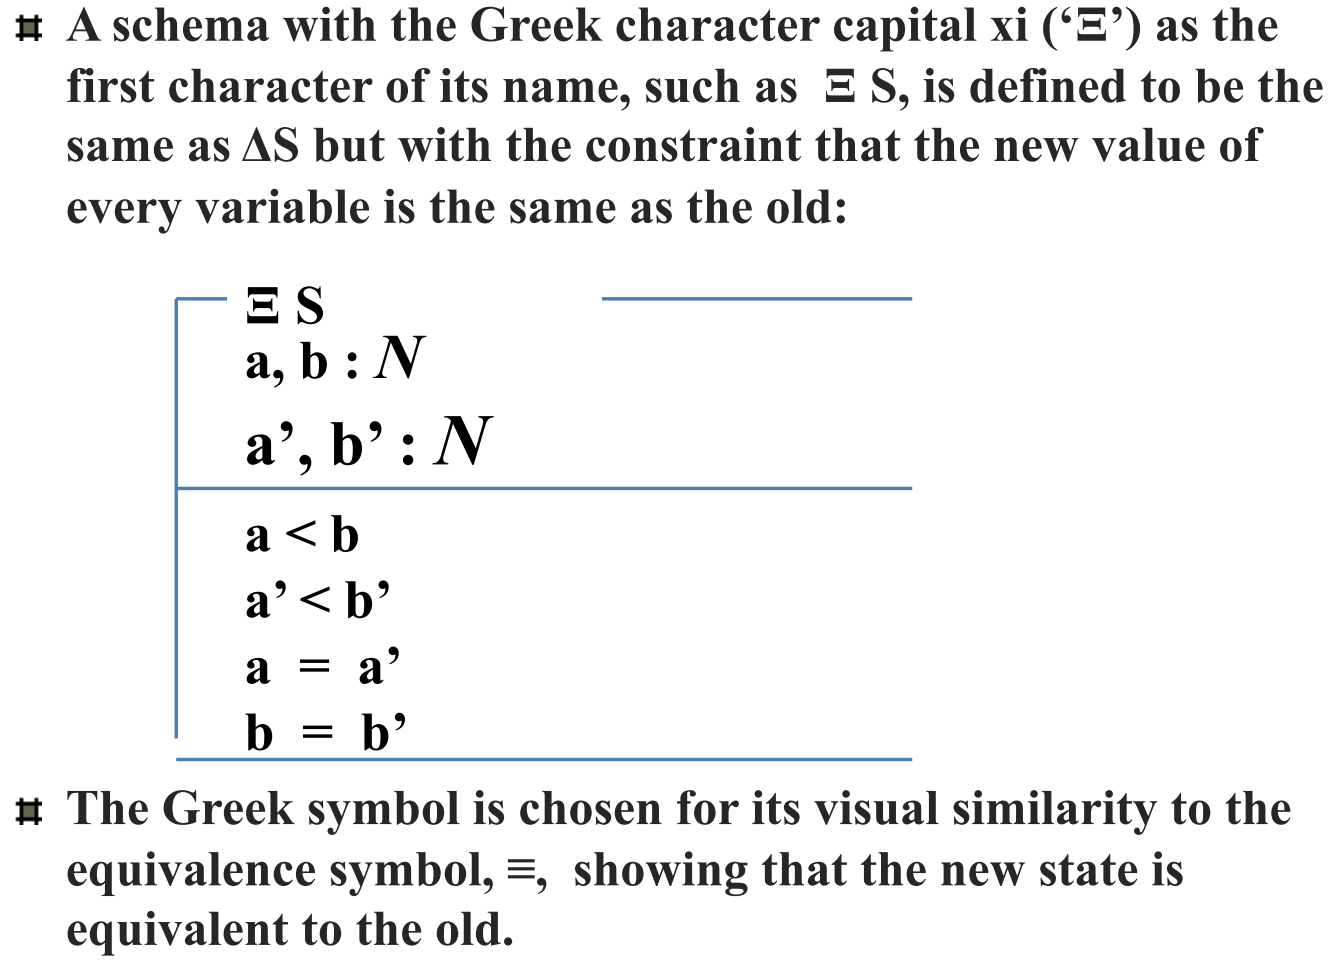 A schema with the Greek character capital xi (‘Ξ’) as the
first character of its name, such as Ξ S, is defined to be the
same as ΔS but with the constraint that the new value of
every variable is the same as the old:
Ξ S
a, b : N
a’, b’ : N
a < b
a’ < b’
a = a’
b = b’
The Greek symbol is chosen for its visual similarity to the
equivalence symbol, ≡, showing that the new state is
equivalent to the old.